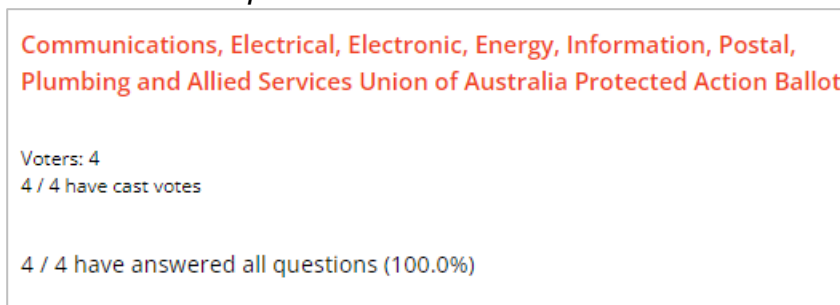 Communications, Electrical, Electronic, Energy, Information, Postal,
Plumbing and Allied Services Union of Australia Protected Action Ballot
Voters: 4
4 / 4 have cast votes
4 / 4 have answered all questions (100.0%)